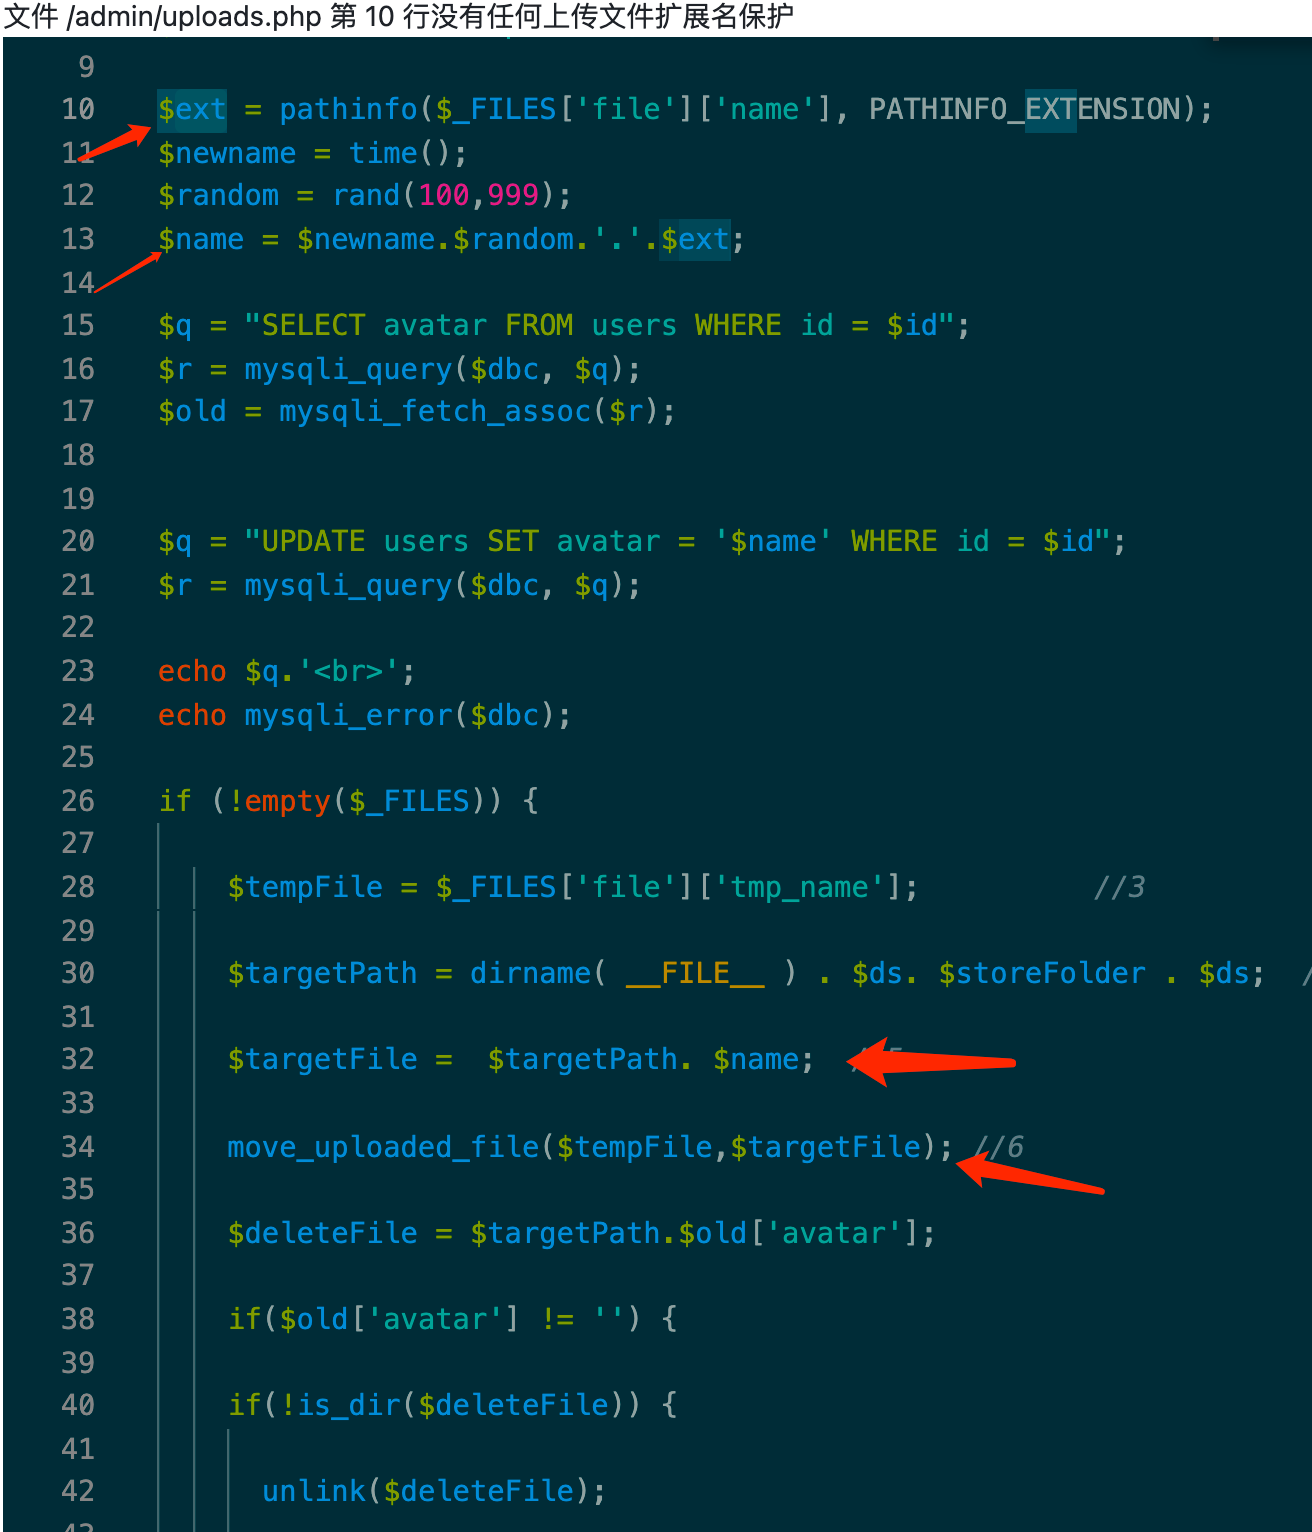 文件 /admin/uploads.php 第 10 行没有任何上传文件扩展名保护
9
10 $ext = pathinfo($_FILES['file']['name'], PATHINFO_EXTENSION);
11 $newname = time();
12 $random = rand(100,999);
13 $name = $newname.$random.'.'.$ext;
14
15 $q = "SELECT avatar FROM users WHERE id = $id";
16 $r = mysqli_query($dbc, $q);
17 $old = mysqli_fetch_assoc($r);
18
19
20 $q = "UPDATE users SET avatar = '$name' WHERE id = $id";
21 $r = mysqli_query($dbc, $q);
22
23 echo $q.'<br>';
24 echo mysqli_error($dbc);
25
26 if (!empty($_FILES)) {
27
28 $tempFile = $_FILES['file']['tmp_name']; //3
29
30 $targetPath = dirname( __FILE__ ) . $ds. $storeFolder . $ds; /
31
32 $targetFile = $targetPath. $name;
33
34 move_uploaded_file($tempFile,$targetFile); //6
35
36 $deleteFile = $targetPath.$old['avatar'];
37
38 if($old['avatar'] != '') {
39
40 if(!is_dir($deleteFile)) {
41
42 unlink($deleteFile);